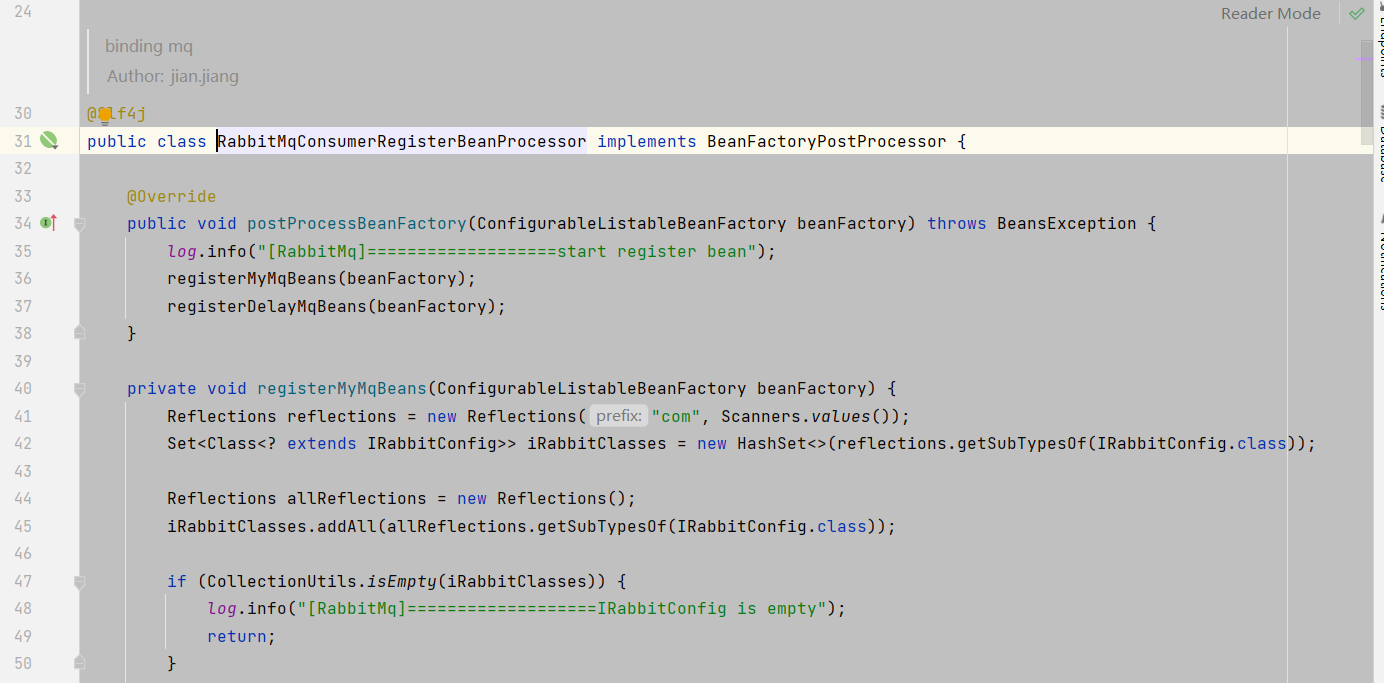 24
Reader Mode
binding mq
Author: jian.jiang
30 @Slf4j
31 public class RabbitMqConsumerRegisterBeanProcessor implements BeanFactoryPostProcessor {
32
33 @Override
34 public void postProcessBeanFactory(ConfigurableListableBeanFactory beanFactory) throws BeansException {
35 log.info("[RabbitMq]===================start register bean");
36 registerMyMqBeans(beanFactory);
37 registerDelayMqBeans(beanFactory);
38 }
39
40 private void registerMyMqBeans(ConfigurableListableBeanFactory beanFactory) {
41 Reflections reflections = new Reflections( prefix: "com", Scanners.values());
42 Set<Class<? extends IRabbitConfig>> iRabbitClasses = new HashSet<>(reflections.getSubTypesOf(IRabbitConfig.class));
43
44 Reflections allReflections = new Reflections();
45 iRabbitClasses.addAll(allReflections.getSubTypesOf(IRabbitConfig.class));
46
47 if (CollectionUtils.isEmpty(iRabbitClasses)) {
48 log.info("[RabbitMq]===================IRabbitConfig is empty");
49 return;
50 }